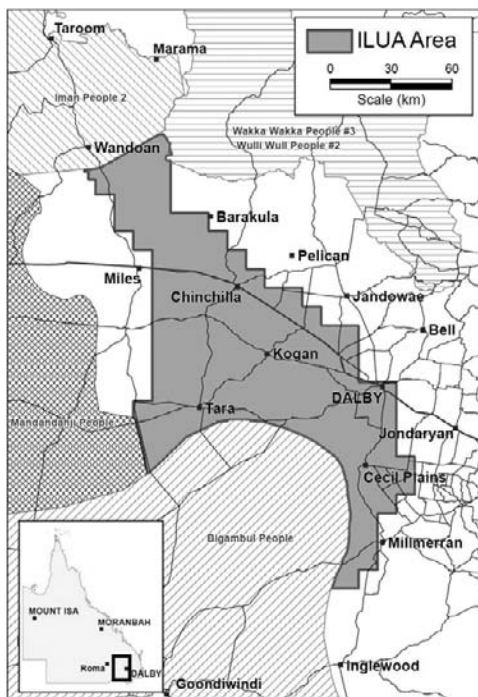 Taroom
Marama
ILUA Area
0 30 60
Scale (km)
Iman People 2
Wakka Wakka People #3
Wulli Wull People #2
Wandoan
Barakula
Pelican
Miles
Chinchilla
Jandowae
Bell
Kogan
DALBY
Tara
Mandandanji People
Jondaryan
Cecil Plains
Bigambul People
Millmerran
MOUNT ISA
MORANBAH
Roma
DALBY
Inglewood
Goondiwindi